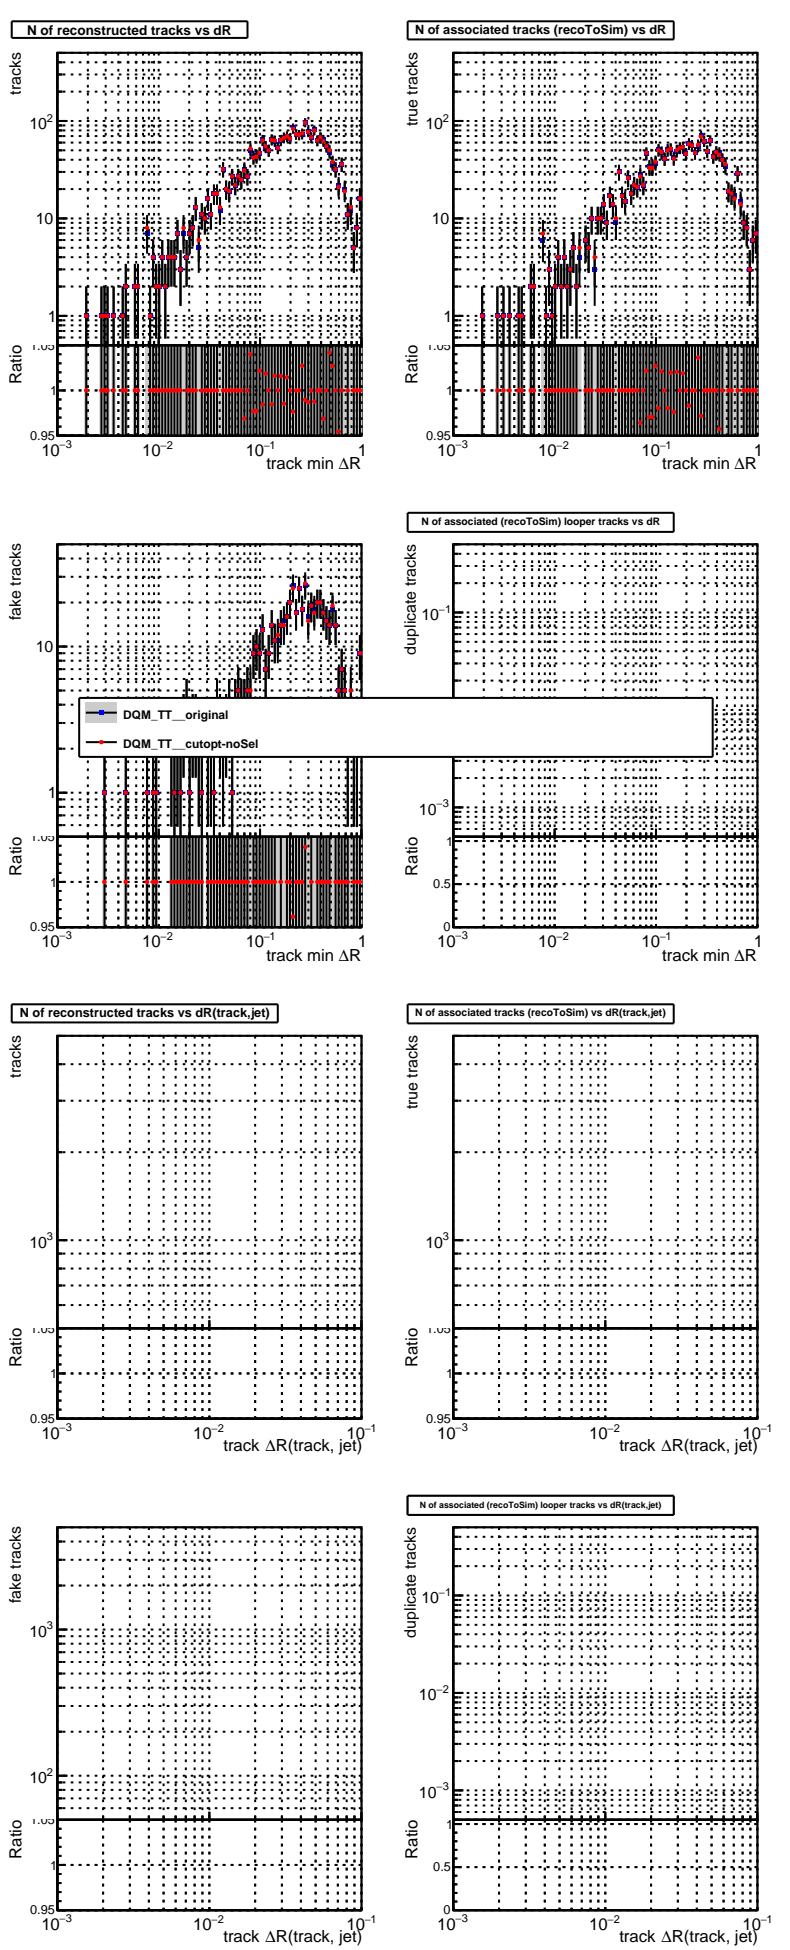 N of reconstructed tracks vs dR
tracks
10²
10
1
Ratio
1.05
1
0.95
10⁻³
10⁻²
10⁻¹
1
track min ΔR
N of associated tracks (recoToSim) vs dR
true tracks
10²
10
1
Ratio
1.05
1
0.95
10⁻³
10⁻²
10⁻¹
1
track min ΔR
fake tracks
10
1
Ratio
1.05
1
0.95
10⁻³
10⁻²
10⁻¹
1
track min ΔR
N of associated (recoToSim) looper tracks vs dR
duplicate tracks
10⁻¹
10⁻³
Ratio
1
0.5
0
10⁻³
10⁻²
10⁻¹
1
track min ΔR
DQM_TT__original
DQM_TT__cutopt-noSel
N of reconstructed tracks vs dR(track,jet)
tracks
10³
Ratio
1.05
1
0.95
10⁻³
10⁻²
10⁻¹
track ΔR(track, jet)
N of associated tracks (recoToSim) vs dR(track,jet)
true tracks
10³
Ratio
1.05
1
0.95
10⁻³
10⁻²
10⁻¹
track ΔR(track, jet)
fake tracks
10³
10²
Ratio
1.05
1
0.95
10⁻³
10⁻²
10⁻¹
track ΔR(track, jet)
N of associated (recoToSim) looper tracks vs dR(track,jet)
duplicate tracks
10⁻¹
10⁻²
10⁻³
Ratio
1
0.5
0
10⁻³
10⁻²
10⁻¹
track ΔR(track, jet)